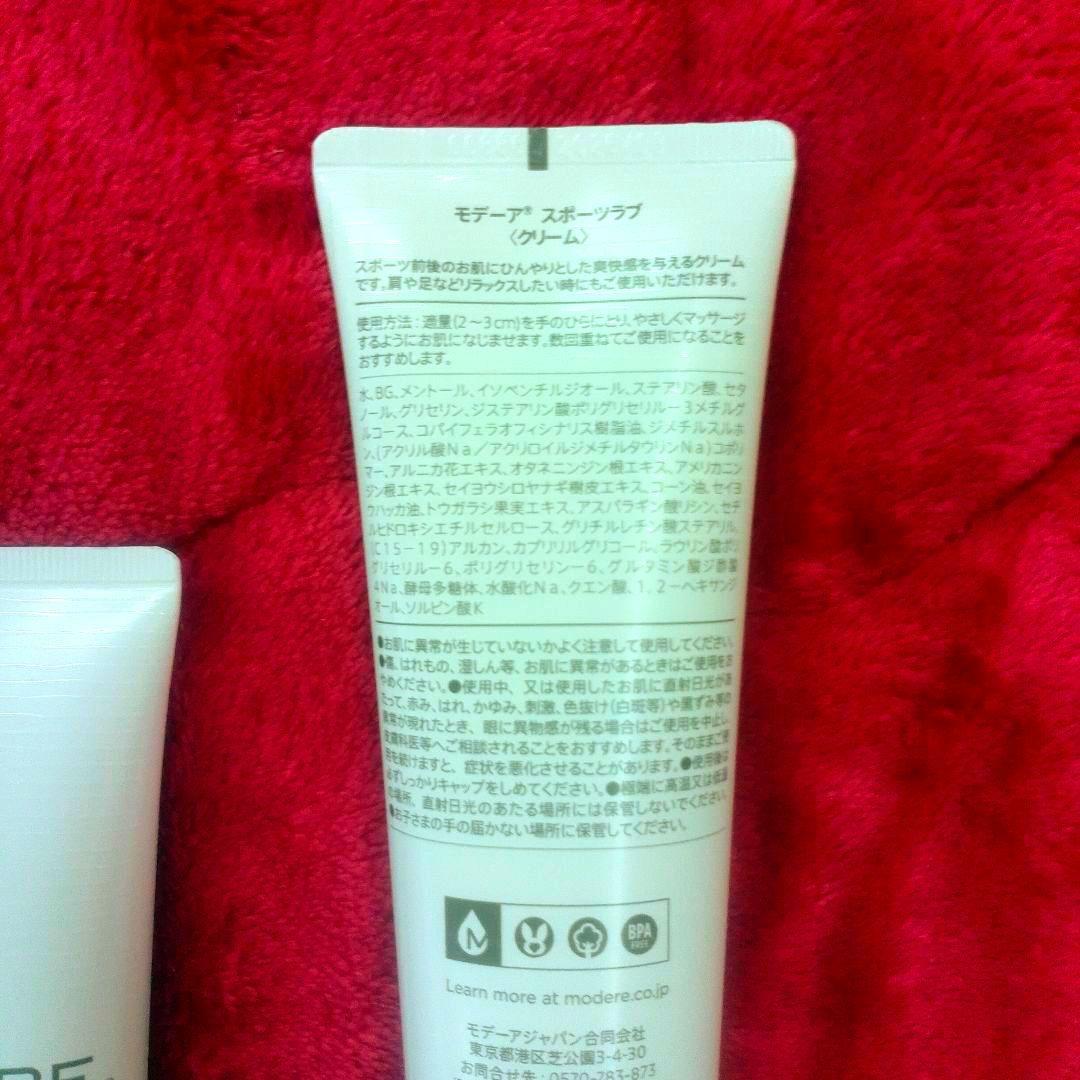 モデーア® スポーツラブ
〈クリーム〉
スポーツ前後のお肌にひんやりとした爽快感を与えるクリーム
です。肩や足などリラックスしたい時にもご使用いただけます。
使用方法：適量(2～3cm)を手のひらにとり、やさしくマッサージ
するようにお肌になじませます。数回重ねてご使用になることを
おすすめします。
水、BG、メントール、イソペンチルジオール、ステアリン酸、セタ
ノール、グリセリン、ジステアリン酸ポリグリセリル－3メチルグ
ルコース、コパイフェラオフィシナリス樹脂油、ジメチルスルホ
ン、(アクリル酸Na／アクリロイルジメチルタウリンNa)コポリ
マー、アルニカ花エキス、オタネニンジン根エキス、アメリカニン
ジン根エキス、セイヨウシロヤナギ樹皮エキス、コーン油、セイヨ
ウハッカ油、トウガラシ果実エキス、アスパラギン酸リシン、セチ
ルヒドロキシエチルセルロース、グリチルレチン酸ステアリル、
(C15－19)アルカン、カプリリルグリコール、ラウリン酸ポリ
グリセリル－6、ポリグリセリン－6、グルタミン酸ジ酢酸
4Na、酵母多糖体、水酸化Na、クエン酸、1，2－ヘキサンジ
オール、ソルビン酸K
●お肌に異常が生じていないかよく注意して使用してください。
●傷、はれもの、湿しん等、お肌に異常があるときはご使用をお
やめください。●使用中、又は使用したお肌に直射日光があ
たって、赤み、はれ、かゆみ、刺激、色抜け(白斑等)や黒ずみ等の
異常が現れたとき、眼に異物感が残る場合はご使用を中止し、
皮膚科医等へご相談されることをおすすめします。そのままご使
用を続けますと、症状を悪化させることがあります。●使用後は
必ずしっかりキャップをしめてください。●極端に高温又は低温
の場所、直射日光のあたる場所には保管しないでください。
●お子さまの手の届かない場所に保管してください。
M
BPA
FREE
Learn more at modere.co.jp
モデーアジャパン合同会社
東京都港区芝公園3-4-30
お問合せ先：0570-783-873